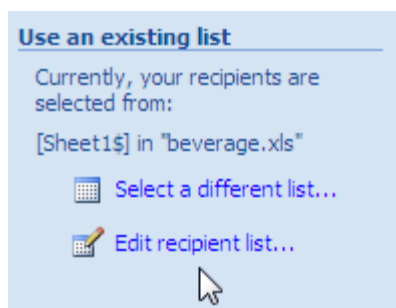 Use an existing list
Currently, your recipients are
selected from:
[Sheet1$] in "beverage.xls"
Select a different list...
Edit recipient list...